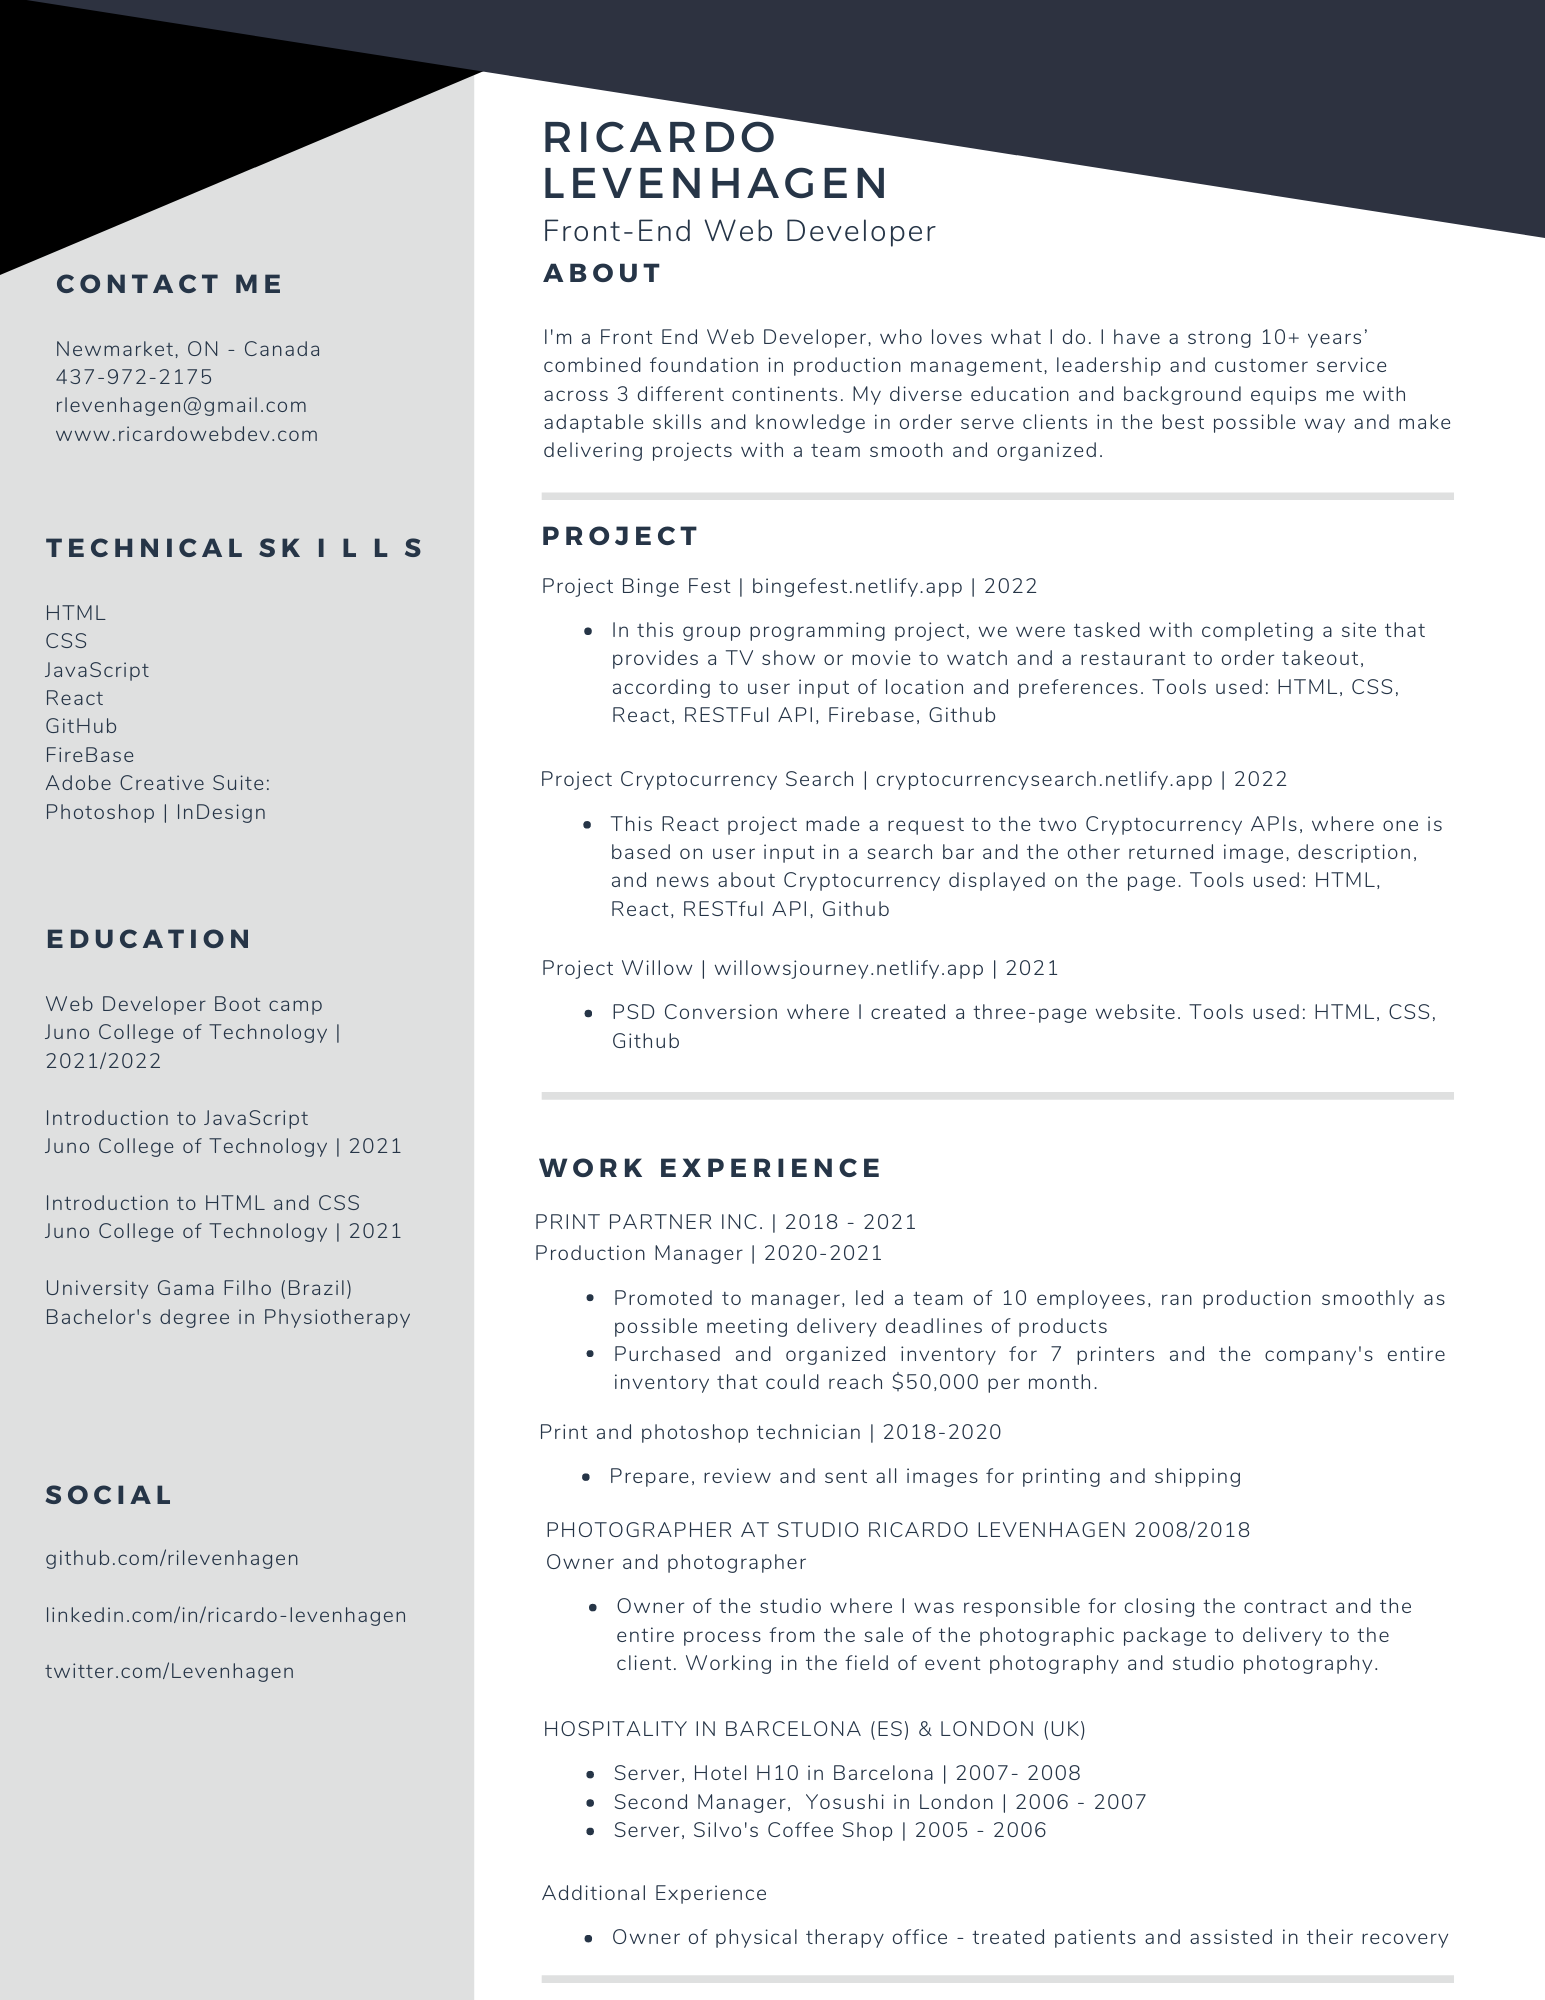 RICARDO
LEVENHAGEN
Front-End Web Developer
CONTACT ME
Newmarket, ON - Canada
437-972-2175
rlevenhagen@gmail.com
www.ricardowebdev.com
TECHNICAL SK I L L S
HTML
CSS
JavaScript
React
GitHub
FireBase
Adobe Creative Suite:
Photoshop | InDesign
EDUCATION
Web Developer Boot camp
Juno College of Technology |
2021/2022
Introduction to JavaScript
Juno College of Technology | 2021
Introduction to HTML and CSS
Juno College of Technology | 2021
University Gama Filho (Brazil)
Bachelor's degree in Physiotherapy
SOCIAL
github.com/rilevenhagen
linkedin.com/in/ricardo-levenhagen
twitter.com/Levenhagen
ABOUT
I'm a Front End Web Developer, who loves what I do. I have a strong 10+ years’
combined foundation in production management, leadership and customer service
across 3 different continents. My diverse education and background equips me with
adaptable skills and knowledge in order serve clients in the best possible way and make
delivering projects with a team smooth and organized.
PROJECT
Project Binge Fest | bingefest.netlify.app | 2022
• In this group programming project, we were tasked with completing a site that
provides a TV show or movie to watch and a restaurant to order takeout,
according to user input of location and preferences. Tools used: HTML, CSS,
React, RESTFul API, Firebase, Github
Project Cryptocurrency Search | cryptocurrencysearch.netlify.app | 2022
• This React project made a request to the two Cryptocurrency APIs, where one is
based on user input in a search bar and the other returned image, description,
and news about Cryptocurrency displayed on the page. Tools used: HTML,
React, RESTful API, Github
Project Willow | willowsjourney.netlify.app | 2021
• PSD Conversion where I created a three-page website. Tools used: HTML, CSS,
Github
WORK EXPERIENCE
PRINT PARTNER INC. | 2018 - 2021
Production Manager | 2020-2021
• Promoted to manager, led a team of 10 employees, ran production smoothly as
possible meeting delivery deadlines of products
• Purchased and organized inventory for 7 printers and the company's entire
inventory that could reach $50,000 per month.
Print and photoshop technician | 2018-2020
• Prepare, review and sent all images for printing and shipping
PHOTOGRAPHER AT STUDIO RICARDO LEVENHAGEN 2008/2018
Owner and photographer
• Owner of the studio where I was responsible for closing the contract and the
entire process from the sale of the photographic package to delivery to the
client. Working in the field of event photography and studio photography.
HOSPITALITY IN BARCELONA (ES) & LONDON (UK)
• Server, Hotel H10 in Barcelona | 2007- 2008
• Second Manager,  Yosushi in London | 2006 - 2007
• Server, Silvo's Coffee Shop | 2005 - 2006
Additional Experience
• Owner of physical therapy office - treated patients and assisted in their recovery